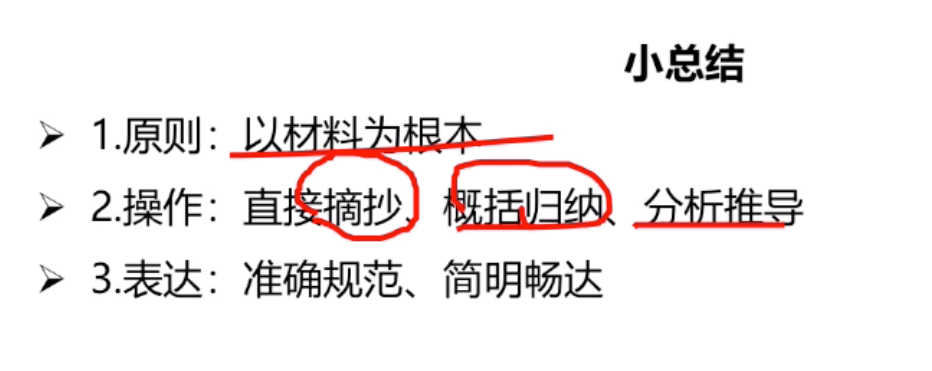 小总结
➢ 1.原则：以材料为根本
➢ 2.操作：直接摘抄、概括归纳、分析推导
➢ 3.表达：准确规范、简明畅达